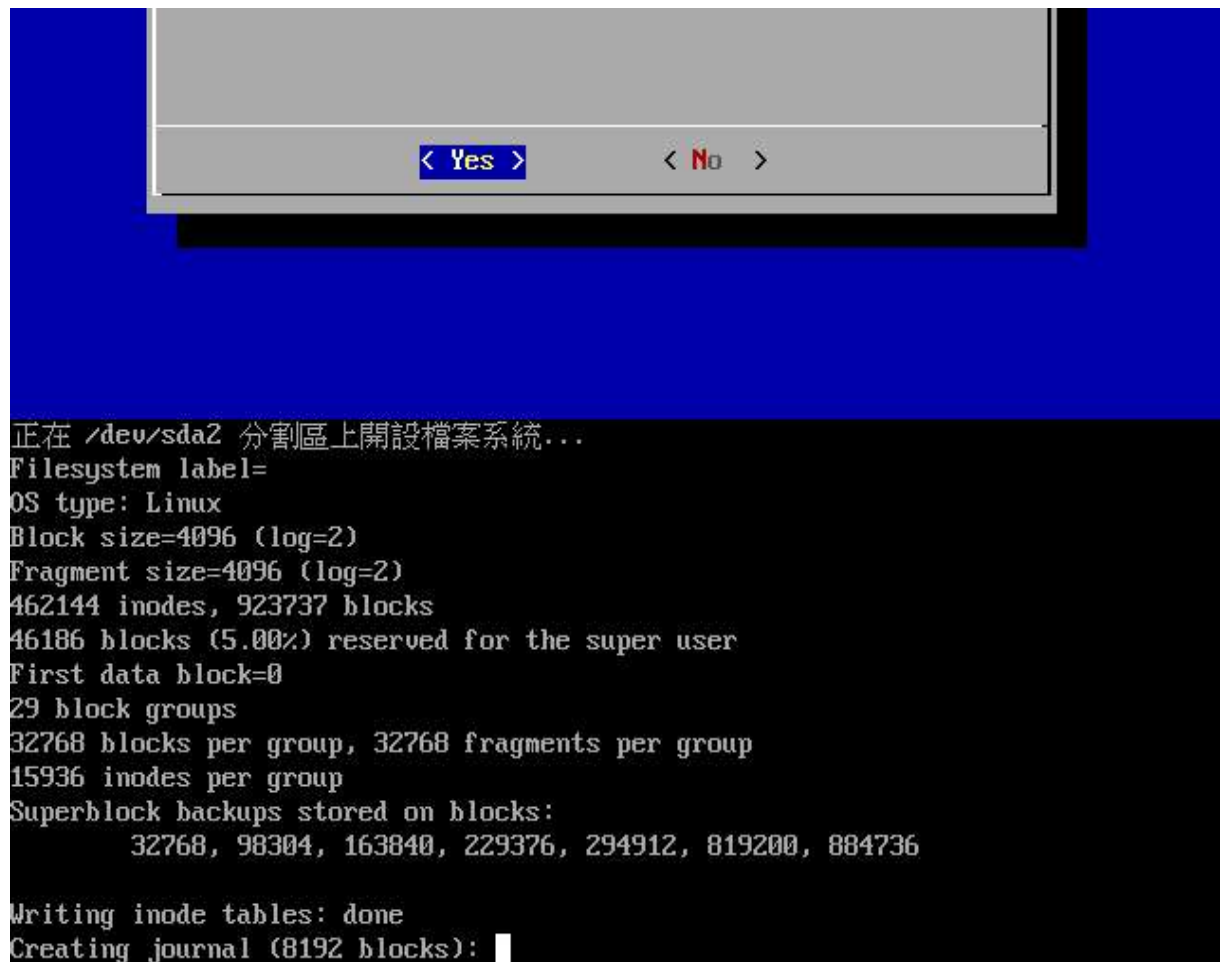 < Yes > < No >
正在 /dev/sda2 分割區上開設檔案系統...
Filesystem label=
OS type: Linux
Block size=4096 (log=2)
Fragment size=4096 (log=2)
462144 inodes, 923737 blocks
46186 blocks (5.00%) reserved for the super user
First data block=0
29 block groups
32768 blocks per group, 32768 fragments per group
15936 inodes per group
Superblock backups stored on blocks:
32768, 98304, 163840, 229376, 294912, 819200, 884736
Writing inode tables: done
Creating journal (8192 blocks):